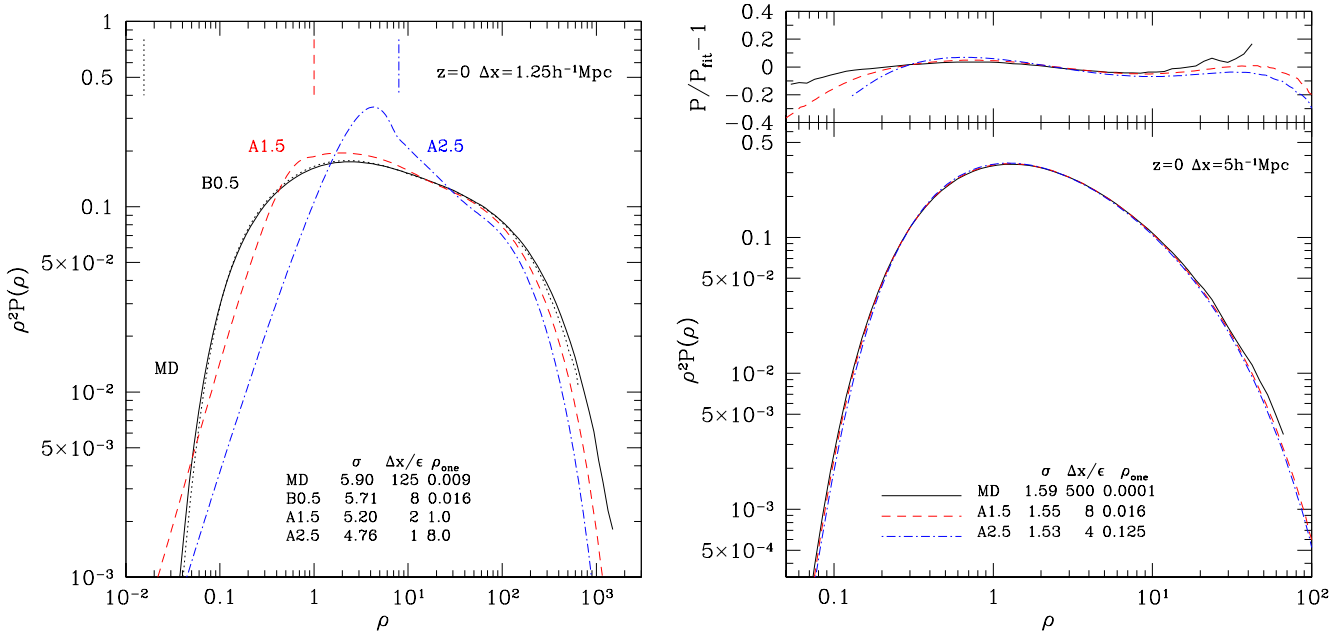 z=0 Δx=1.25h⁻¹Mpc
A1.5
A2.5
B0.5
MD
ρ²P(ρ)
1
0.5
0.1
5×10⁻²
10⁻²
5×10⁻³
10⁻³
σ Δx/ϵ ρone
MD 5.90 125 0.009
B0.5 5.71 8 0.016
A1.5 5.20 2 1.0
A2.5 4.76 1 8.0
10⁻² 0.1 1 10¹ 10² 10³
ρ
P/Pfit−1
0.4
0.2
0
−0.2
−0.4
z=0 Δx=5h⁻¹Mpc
ρ²P(ρ)
0.5
0.1
5×10⁻²
10⁻²
5×10⁻³
10⁻³
5×10⁻⁴
σ Δx/ϵ ρone
MD 1.59 500 0.0001
A1.5 1.55 8 0.016
A2.5 1.53 4 0.125
0.1 1 10 10²
ρ